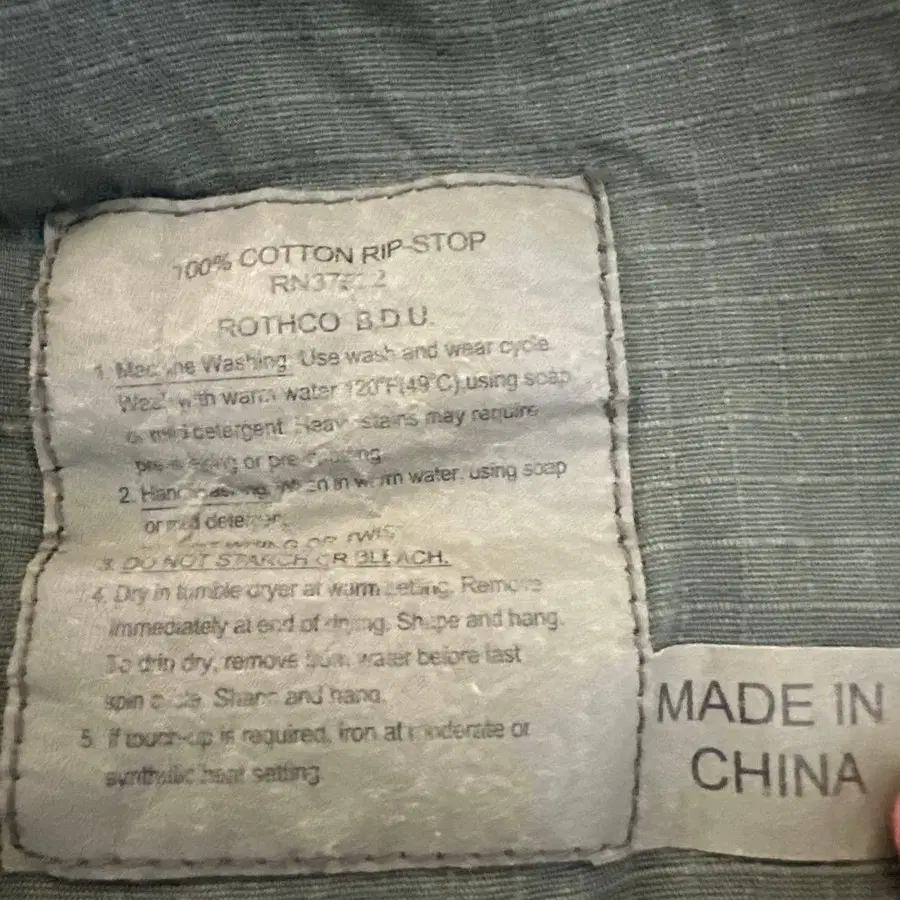 100% COTTON RIP-STOP
ROTHCO B.D.U.
1. Machine Washing. Use wash and wear cycle.
with warm water 120°F(49°C) using soap
or mild detergent. Heavy stains may require
or
2. Hand in warm water, using soap
or mild detergent.
OR TWIST
3. DO NOT STARCH OR BLEACH.
4. Dry in tumble dryer at warm setting. Remove
immediately at end of drying. Shape and hang.
To drip dry, remove from water before last
spin cycle. Shape and hang.
5. If touch-up is required, iron at moderate or
synthetic heat setting
MADE IN
CHINA